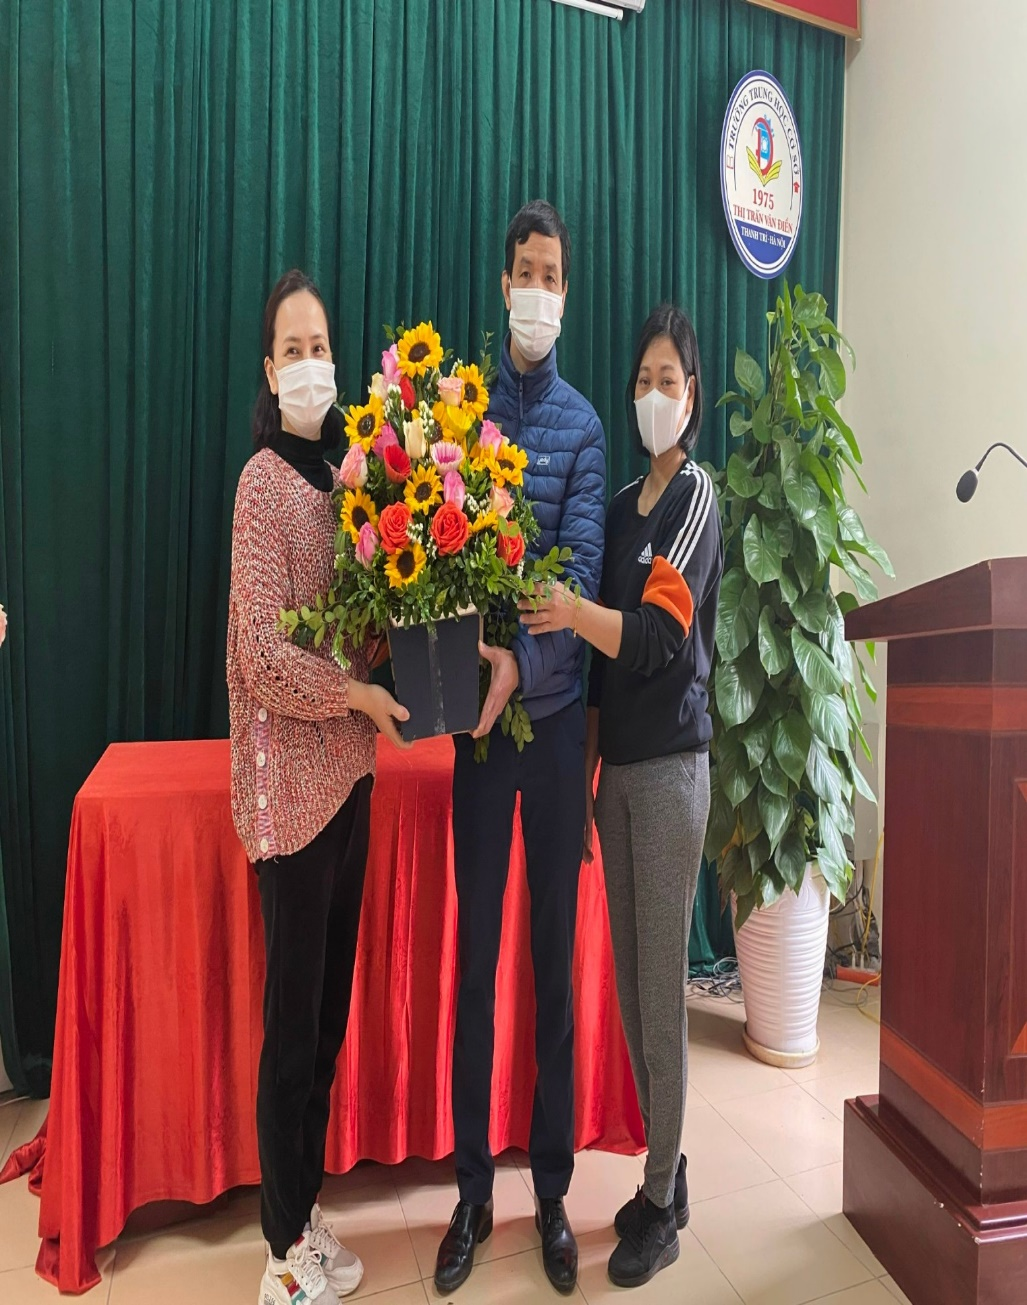 TRƯỜNG TRUNG HỌC CƠ SỞ
1975
THỊ TRẤN VĂN ĐIỂN
THANH TRÌ - HÀ NỘI
adidas